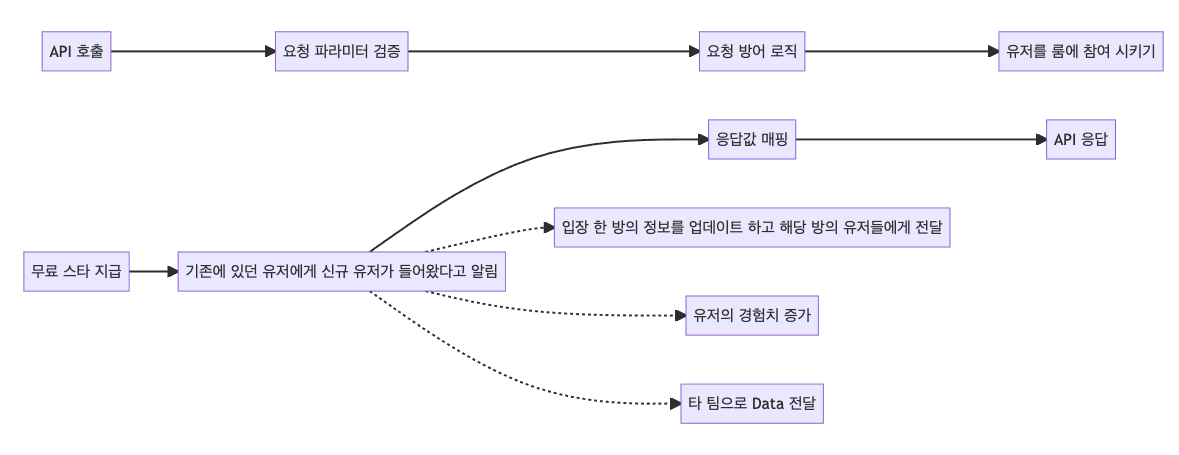 API 호출
요청 파라미터 검증
요청 방어 로직
유저를 룸에 참여 시키기
응답값 매핑
API 응답
입장 한 방의 정보를 업데이트 하고 해당 방의 유저들에게 전달
무료 스타 지급
기존에 있던 유저에게 신규 유저가 들어왔다고 알림
유저의 경험치 증가
타 팀으로 Data 전달